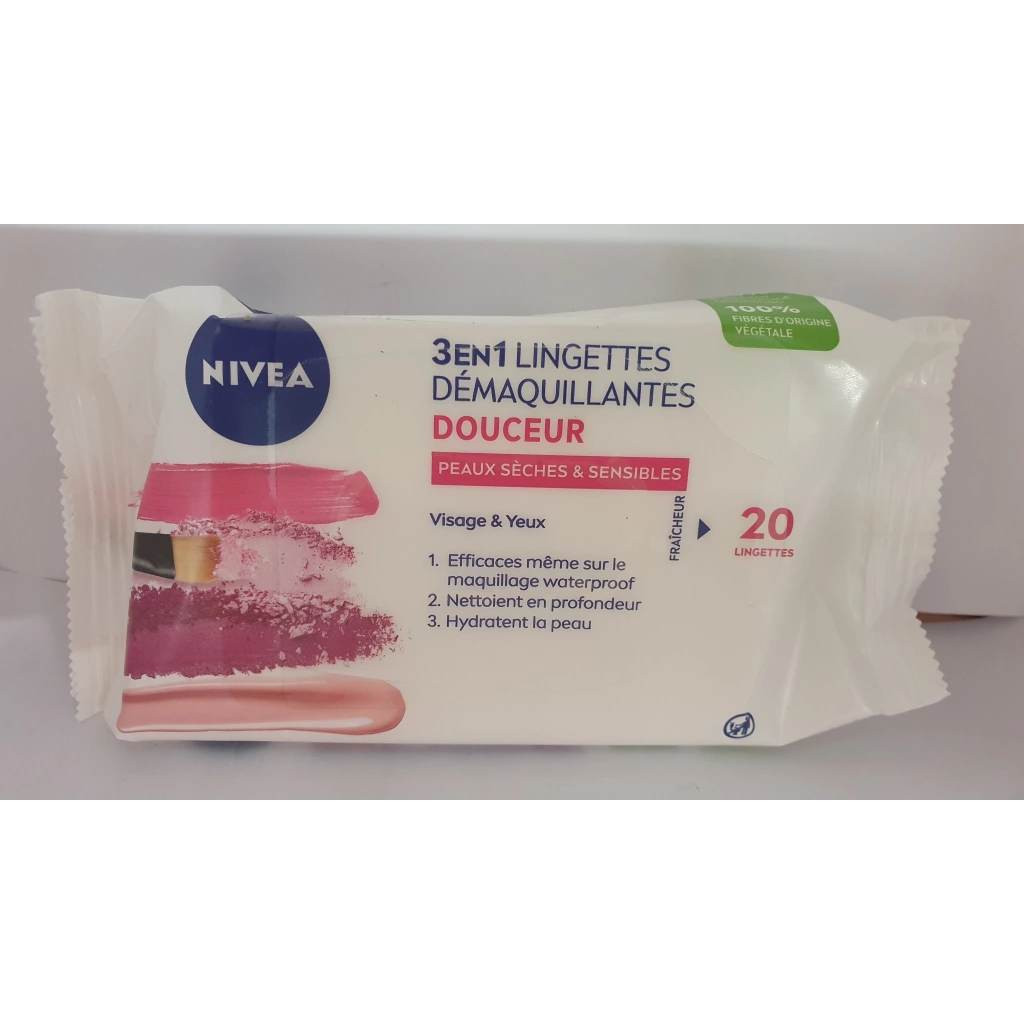 NIVEA
3EN1 LINGETTES
DÉMAQUILLANTES
DOUCEUR
PEAUX SÈCHES & SENSIBLES
Visage & Yeux
1. Efficaces même sur le
maquillage waterproof
2. Nettoient en profondeur
3. Hydratent la peau
FRAÎCHEUR
20
LINGETTES
100%
FIBRES D'ORIGINE
VÉGÉTALE